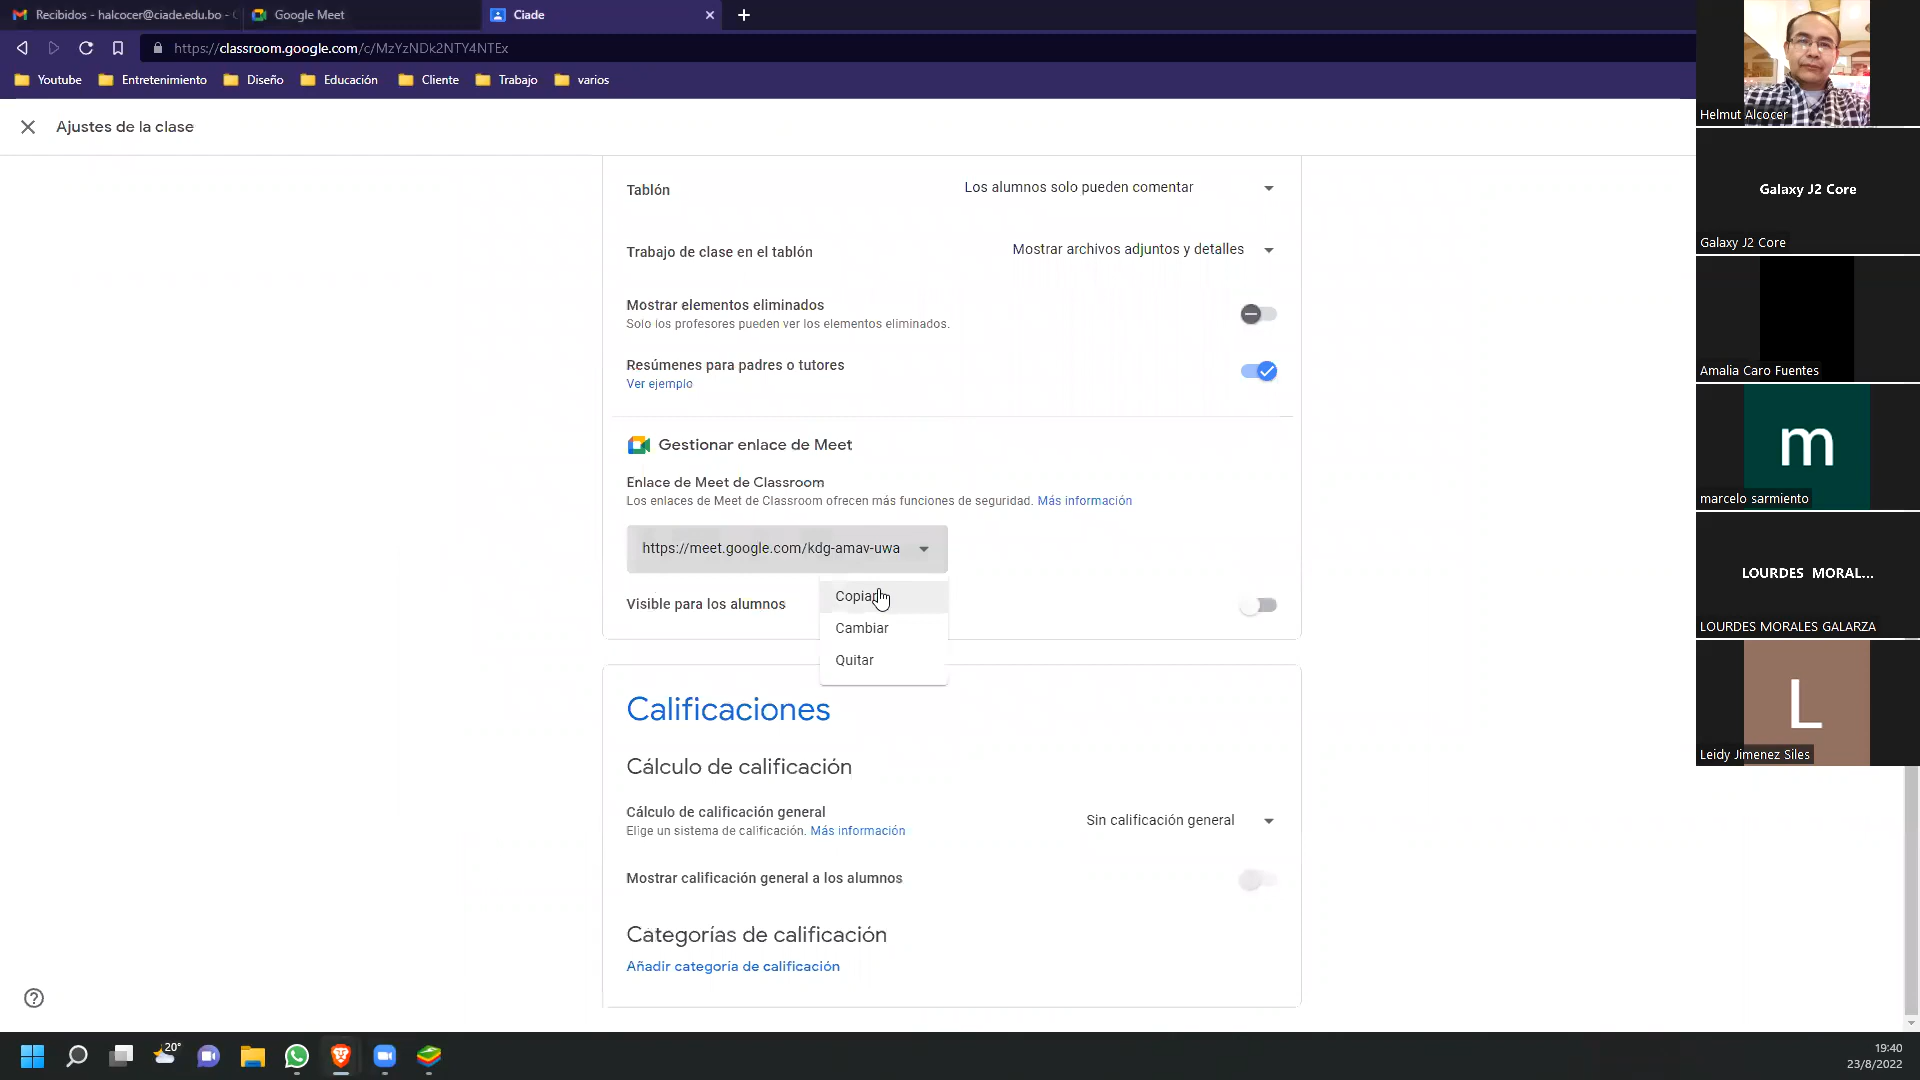 Recibidos - halcocer@ciade.edu.bo -
Google Meet
Ciade
https://classroom.google.com/c/MzYzNDk2NTY4NTEx
Youtube
Entretenimiento
Diseño
Educación
Cliente
Trabajo
varios
Ajustes de la clase
Tablón
Los alumnos solo pueden comentar
Trabajo de clase en el tablón
Mostrar archivos adjuntos y detalles
Mostrar elementos eliminados
Solo los profesores pueden ver los elementos eliminados.
Resúmenes para padres o tutores
Ver ejemplo
Gestionar enlace de Meet
Enlace de Meet de Classroom
Los enlaces de Meet de Classroom ofrecen más funciones de seguridad. Más información
https://meet.google.com/kdg-amav-uwa
Copiar
Visible para los alumnos
Cambiar
Quitar
Calificaciones
Cálculo de calificación
Cálculo de calificación general
Elige un sistema de calificación. Más información
Sin calificación general
Mostrar calificación general a los alumnos
Categorías de calificación
Añadir categoría de calificación
Helmut Alcocer
Galaxy J2 Core
Galaxy J2 Core
Amalia Caro Fuentes
m
marcelo sarmiento
LOURDES MORAL...
LOURDES MORALES GALARZA
L
Leidy Jimenez Siles
20°
19:40
23/8/2022